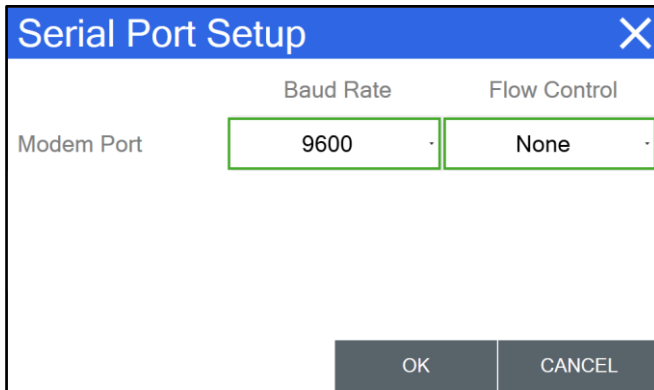 Serial Port Setup
Baud Rate Flow Control
Modem Port 9600 None
OK CANCEL